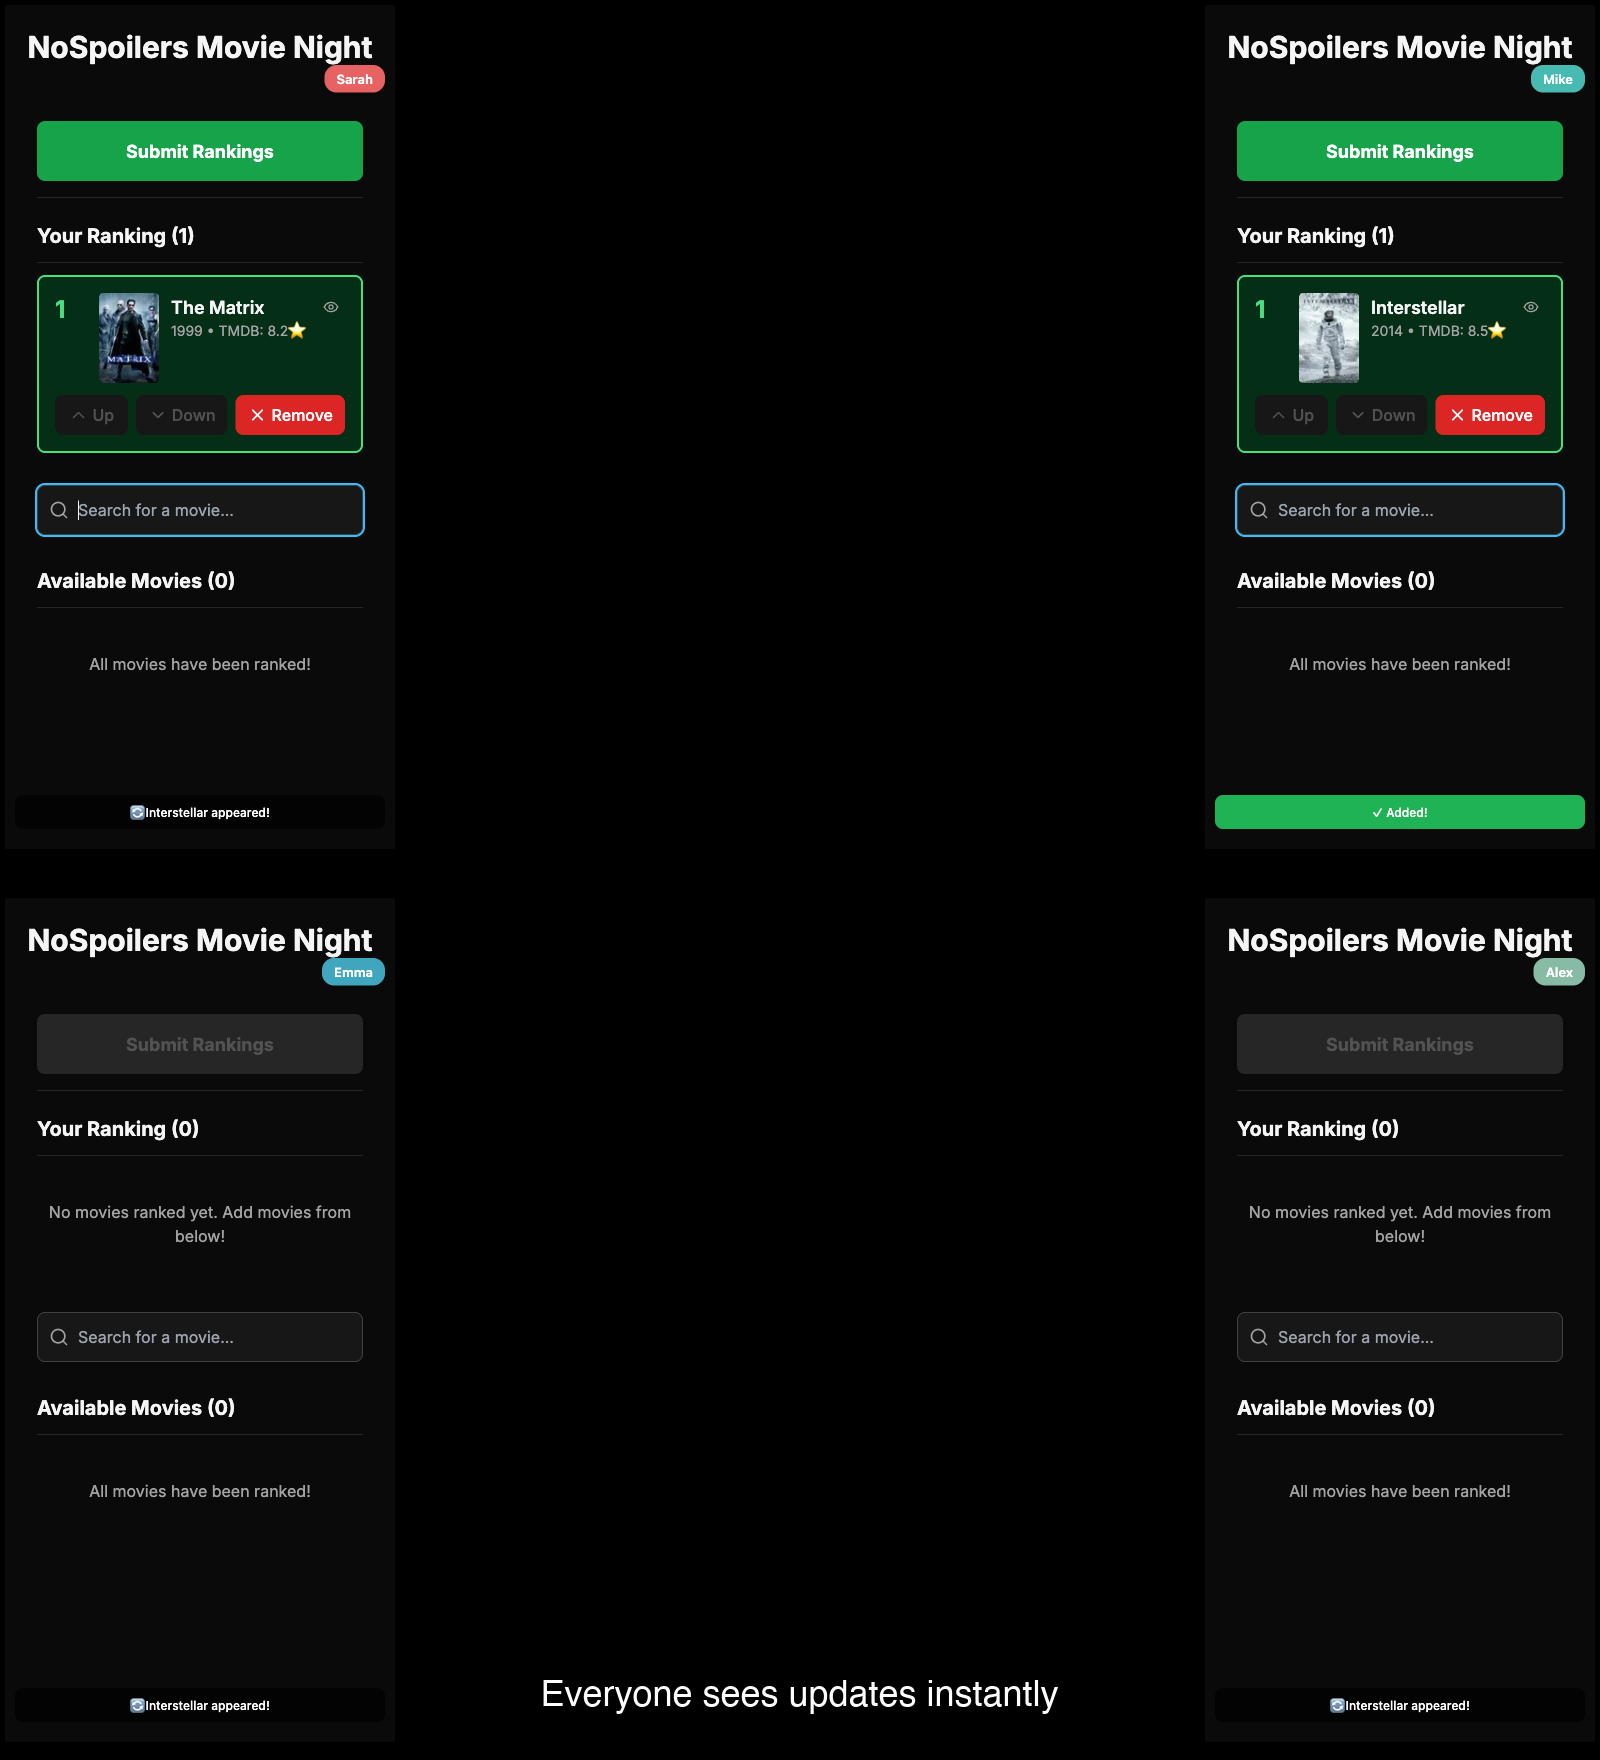 NoSpoilers Movie Night
Sarah
Submit Rankings
Your Ranking (1)
1
The Matrix
1999 • TMDB: 8.2⭐
MATRIX
Up
Down
Remove
Search for a movie...
Available Movies (0)
All movies have been ranked!
🔄Interstellar appeared!
NoSpoilers Movie Night
Mike
Submit Rankings
Your Ranking (1)
1
Interstellar
2014 • TMDB: 8.5⭐
INTERSTELLAR
Up
Down
Remove
Search for a movie...
Available Movies (0)
All movies have been ranked!
✓ Added!
NoSpoilers Movie Night
Emma
Submit Rankings
Your Ranking (0)
No movies ranked yet. Add movies from
below!
Search for a movie...
Available Movies (0)
All movies have been ranked!
🔄Interstellar appeared!
Everyone sees updates instantly
NoSpoilers Movie Night
Alex
Submit Rankings
Your Ranking (0)
No movies ranked yet. Add movies from
below!
Search for a movie...
Available Movies (0)
All movies have been ranked!
🔄Interstellar appeared!